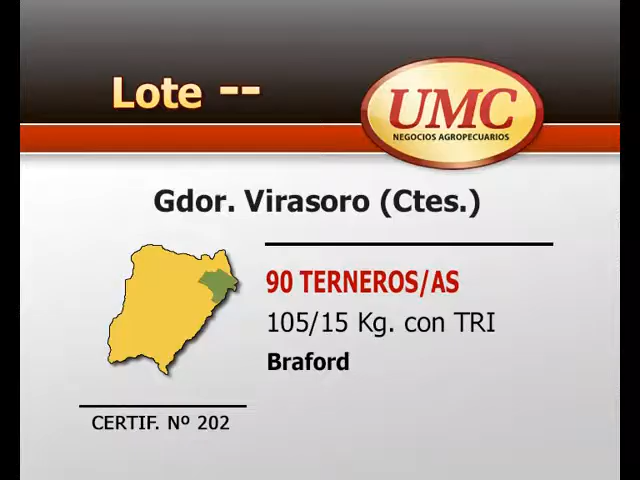 Lote --
UMC
NEGOCIOS AGROPECUARIOS
Gdor. Virasoro (Ctes.)
90 TERNEROS/AS
105/15 Kg. con TRI
Braford
CERTIF. Nº 202